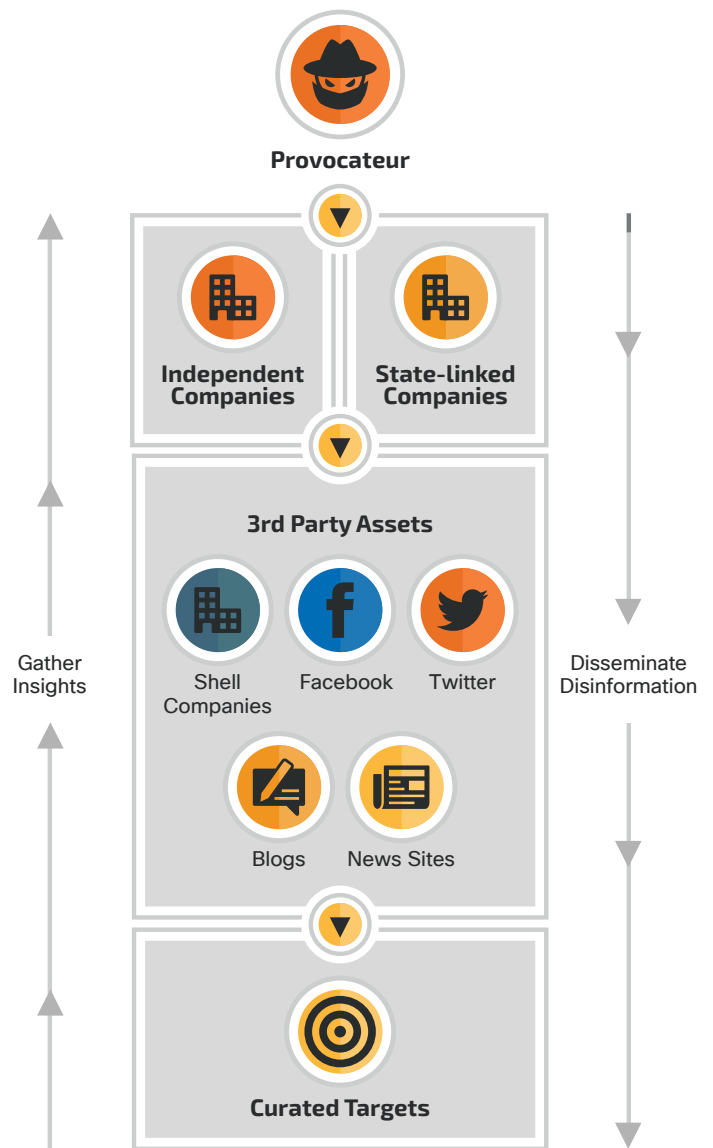 Provocateur
Independent
Companies
State-linked
Companies
3rd Party Assets
Shell
Companies
Facebook
Twitter
Gather
Insights
Disseminate
Disinformation
Blogs
News Sites
Curated Targets